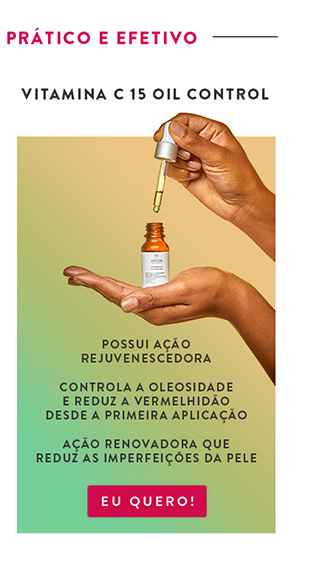 PRÁTICO E EFETIVO
VITAMINA C 15 OIL CONTROL
POSSUI AÇÃO
REJUVENESCEDORA
CONTROLA A OLEOSIDADE
E REDUZ A VERMELHIDÃO
DESDE A PRIMEIRA APLICAÇÃO
AÇÃO RENOVADORA QUE
REDUZ AS IMPERFEIÇÕES DA PELE
EU QUERO!